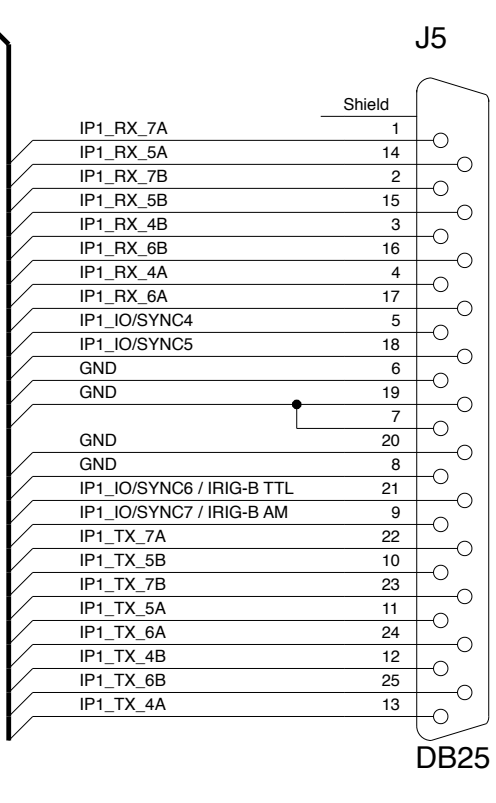 J5
Shield
IP1_RX_7A 1
IP1_RX_5A 14
IP1_RX_7B 2
IP1_RX_5B 15
IP1_RX_4B 3
IP1_RX_6B 16
IP1_RX_4A 4
IP1_RX_6A 17
IP1_IO/SYNC4 5
IP1_IO/SYNC5 18
GND 6
GND 19
7
GND 20
GND 8
IP1_IO/SYNC6 / IRIG-B TTL 21
IP1_IO/SYNC7 / IRIG-B AM 9
IP1_TX_7A 22
IP1_TX_5B 10
IP1_TX_7B 23
IP1_TX_5A 11
IP1_TX_6A 24
IP1_TX_4B 12
IP1_TX_6B 25
IP1_TX_4A 13
DB25